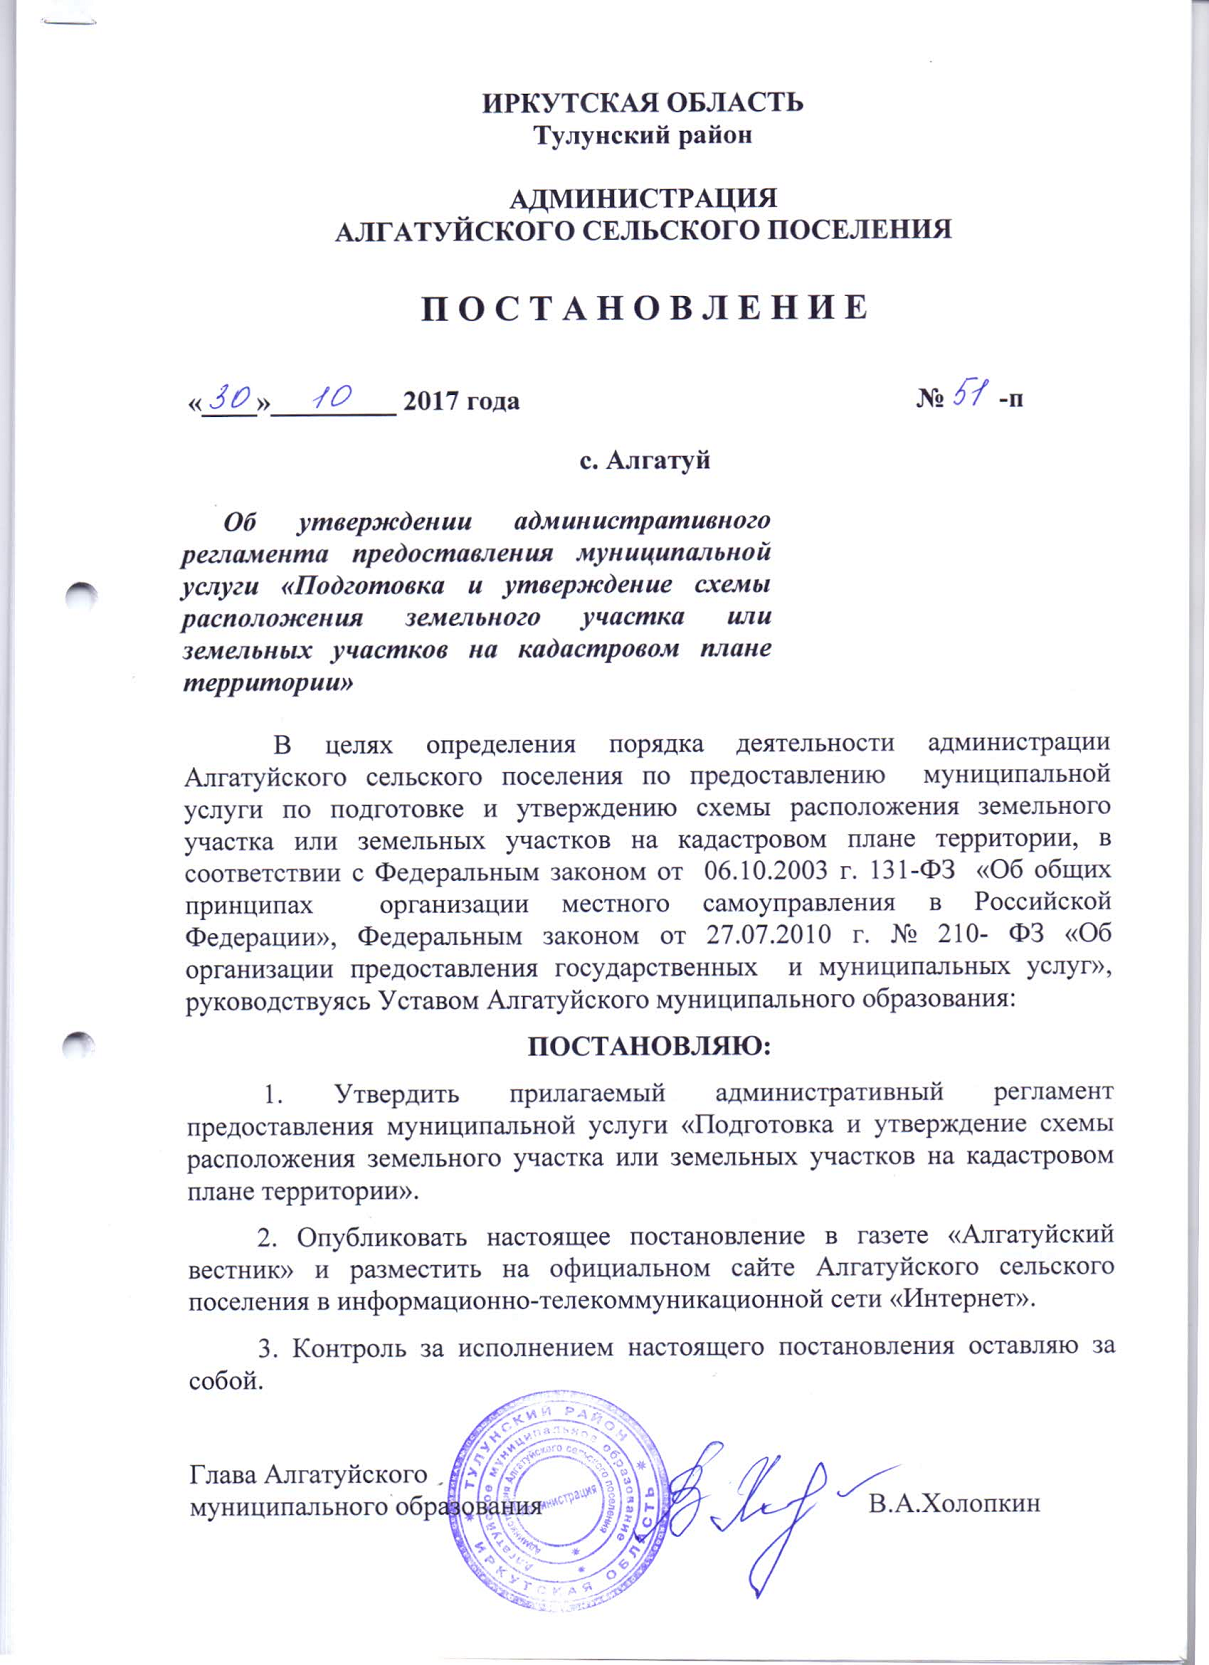 ИРКУТСКАЯ ОБЛАСТЬ
Тулунский район
АДМИНИСТРАЦИЯ
АЛГАТУЙСКОГО СЕЛЬСКОГО ПОСЕЛЕНИЯ
П О С Т А Н О В Л Е Н И Е
«30» 10 2017 года № 51 -п
с. Алгатуй
Об утверждении административного
регламента предоставления муниципальной
услуги «Подготовка и утверждение схемы
расположения земельного участка или
земельных участков на кадастровом плане
территории»
В целях определения порядка деятельности администрации
Алгатуйского сельского поселения по предоставлению муниципальной
услуги по подготовке и утверждению схемы расположения земельного
участка или земельных участков на кадастровом плане территории, в
соответствии с Федеральным законом от 06.10.2003 г. 131-ФЗ «Об общих
принципах организации местного самоуправления в Российской
Федерации», Федеральным законом от 27.07.2010 г. № 210- ФЗ «Об
организации предоставления государственных и муниципальных услуг»,
руководствуясь Уставом Алгатуйского муниципального образования:
ПОСТАНОВЛЯЮ:
1. Утвердить прилагаемый административный регламент
предоставления муниципальной услуги «Подготовка и утверждение схемы
расположения земельного участка или земельных участков на кадастровом
плане территории».
2. Опубликовать настоящее постановление в газете «Алгатуйский
вестник» и разместить на официальном сайте Алгатуйского сельского
поселения в информационно-телекоммуникационной сети «Интернет».
3. Контроль за исполнением настоящего постановления оставляю за
собой.
Глава Алгатуйского
муниципального образования В.А.Холопкин
ТУЛУНСКИЙ РАЙОН * ИРКУТСКАЯ ОБЛАСТЬ *
Алгатуйское муниципальное образование *
администрация Алгатуйского сельского поселения *
администрация